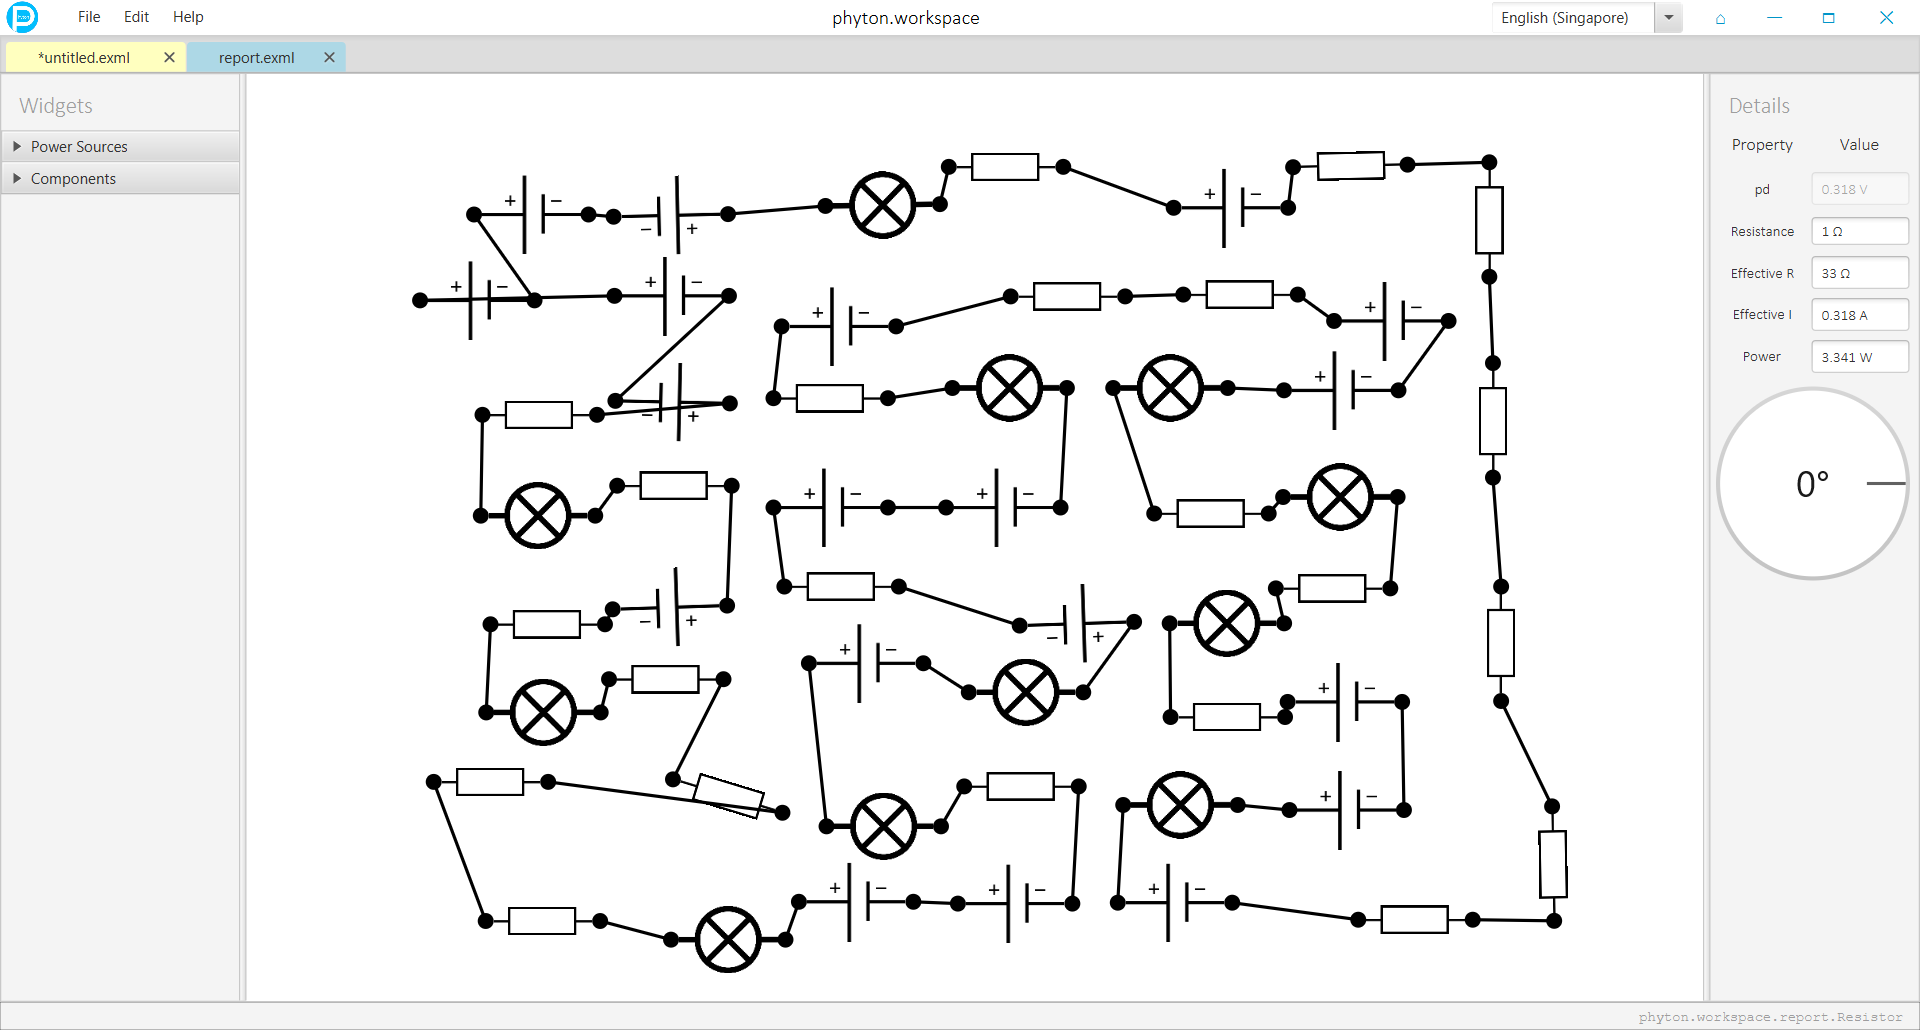 File Edit Help
phyton.workspace
English (Singapore)
*untitled.exml
report.exml
Widgets
Power Sources
Components
Details
Property Value
pd 0.318 V
Resistance 1 Ω
Effective R 33 Ω
Effective I 0.318 A
Power 3.341 W
0°
phyton.workspace.report.Resistor